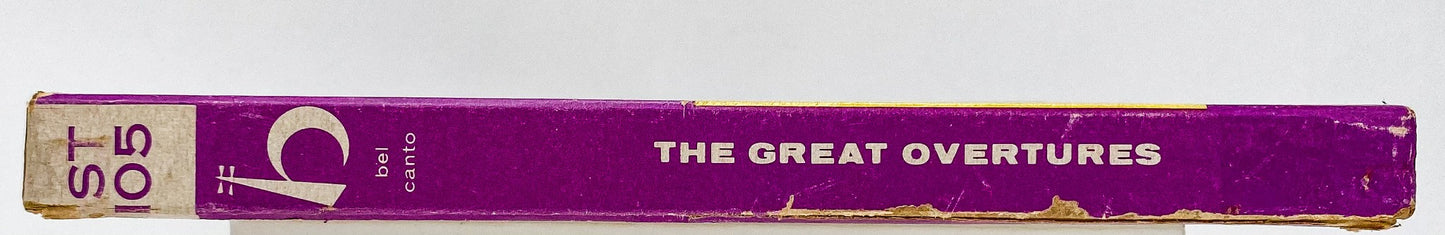 ST
105
bel
canto
THE GREAT OVERTURES